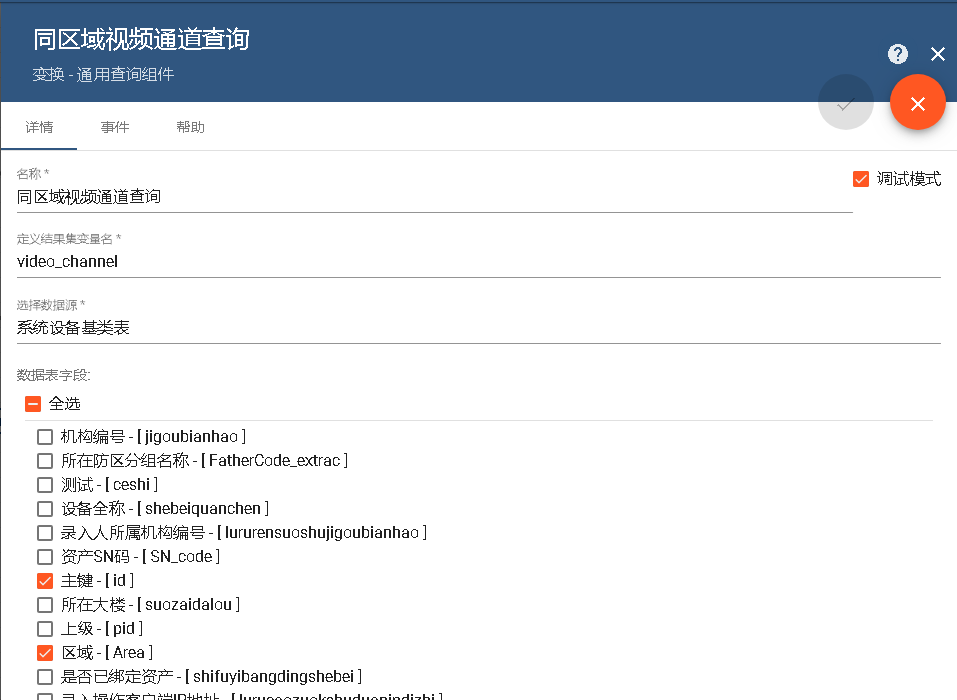 同区域视频通道查询
变换 - 通用查询组件
详情 事件 帮助
名称 *
同区域视频通道查询
调试模式
定义结果集变量名 *
video_channel
选择数据源 *
系统设备基类表
数据表字段:
全选
机构编号 - [ jigoubianhao ]
所在防区分组名称 - [ FatherCode_extrac ]
测试 - [ ceshi ]
设备全称 - [ shebeiquanchen ]
录入人所属机构编号 - [ lururensuoshujigoubianhao ]
资产SN码 - [ SN_code ]
主键 - [ id ]
所在大楼 - [ suozaidalou ]
上级 - [ pid ]
区域 - [ Area ]
是否已绑定资产 - [ shifuyibangdingshebei ]